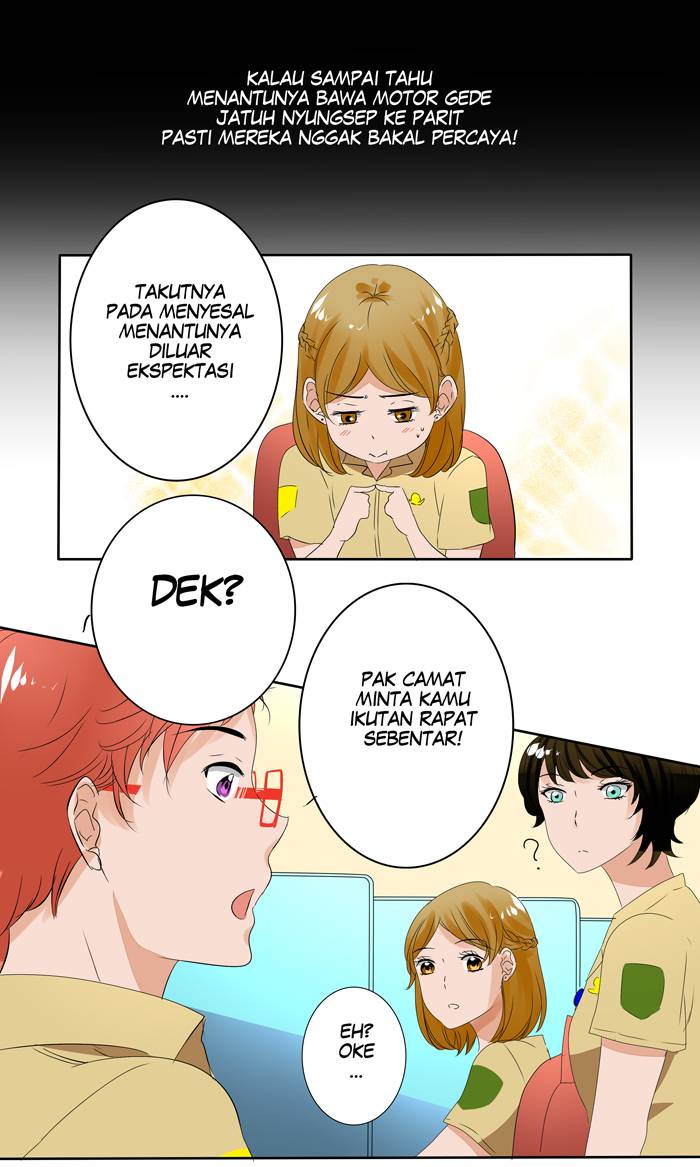 KALAU SAMPAI TAHU
MENANTUNYA BAWA MOTOR GEDE
JATUH NYUNGSEP KE PARIT
PASTI MEREKA NGGAK BAKAL PERCAYA!
TAKUTNYA
PADA MENYESAL
MENANTUNYA
DILUAR
EKSPEKTASI
....
DEK?
PAK CAMAT
MINTA KAMU
IKUTAN RAPAT
SEBENTAR!
?
EH?
OKE
...